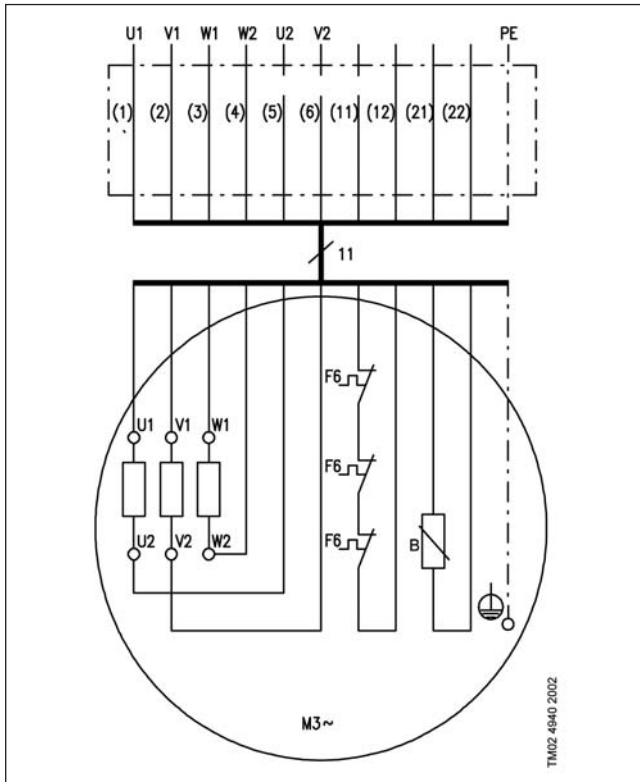 U1 V1 W1 W2 U2 V2 PE
(1) (2) (3) (4) (5) (6) (11) (12) (21) (22)
11
F6
U1 V1 W1
F6
U2 V2 W2
F6
B
M3~
TM02 4940 2002